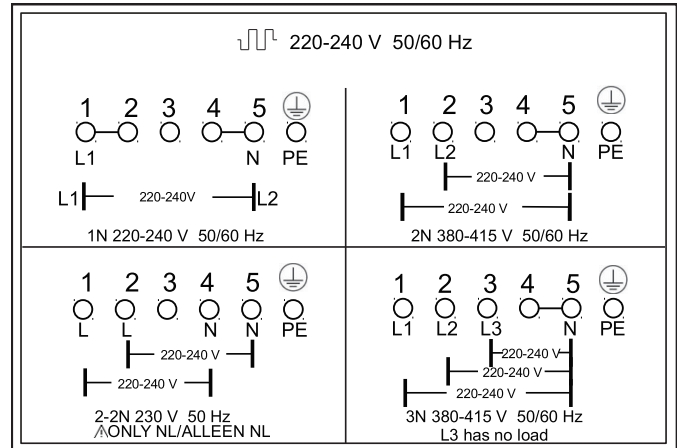 220-240 V 50/60 Hz
1 2 3 4 5
L1 N PE
L1 220-240V L2
1N 220-240 V 50/60 Hz
1 2 3 4 5
L1 L2 N PE
220-240 V
220-240 V
2N 380-415 V 50/60 Hz
1 2 3 4 5
L L N N PE
220-240 V
220-240 V
2-2N 230 V 50 Hz
⚠ONLY NL/ALLEEN NL
1 2 3 4 5
L1 L2 L3 N PE
220-240 V
220-240 V
220-240 V
3N 380-415 V 50/60 Hz
L3 has no load